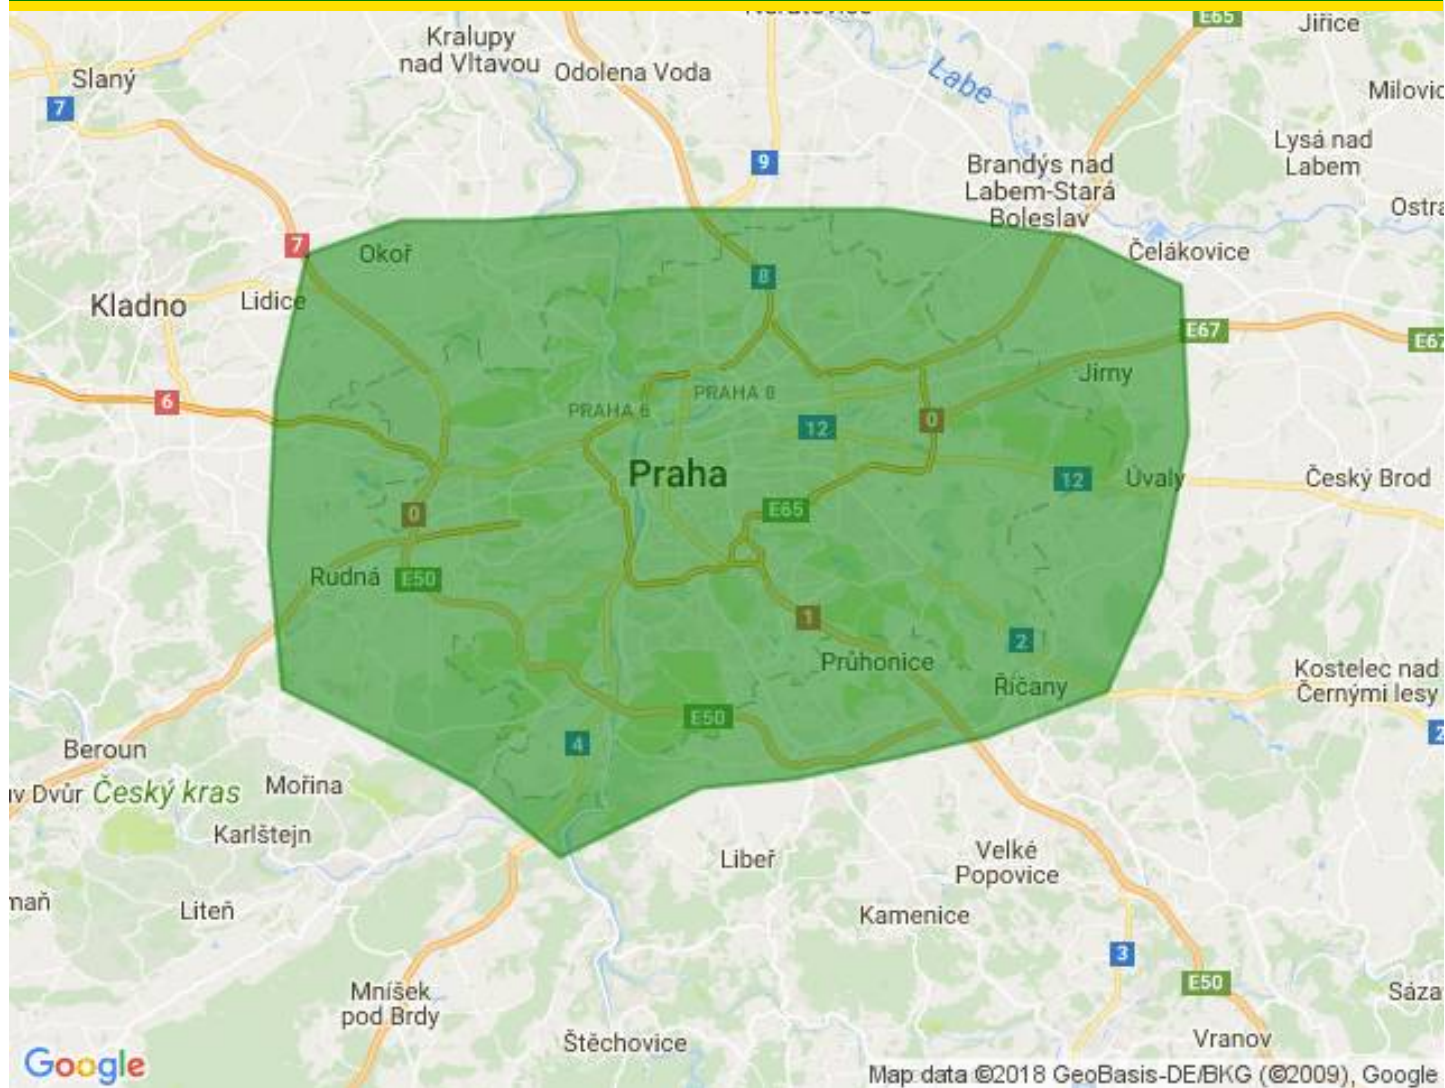 E65
Jiřice
Kralupy
nad Vltavou
Odolena Voda
Slaný
Labe
7
Milovic
9
Lysá nad
Labem
Brandýs nad
Labem-Stará
Boleslav
Ostra
7
Okoř
Čelákovice
8
Kladno
Lidice
E67
E67
Jirny
6
PRAHA 8
PRAHA 6
0
12
Praha
12
Úvaly
Český Brod
0
E65
Rudná
E50
1
2
Průhonice
Říčany
Kostelec nad
Černými lesy
E50
4
2
Beroun
Mořina
v Dvůr
Český kras
Karlštejn
Libeř
Velké
Popovice
maň
Liteň
Kamenice
3
E50
Mníšek
pod Brdy
Sáza
Štěchovice
Vranov
Google
Map data ©2018 GeoBasis-DE/BKG (©2009), Google